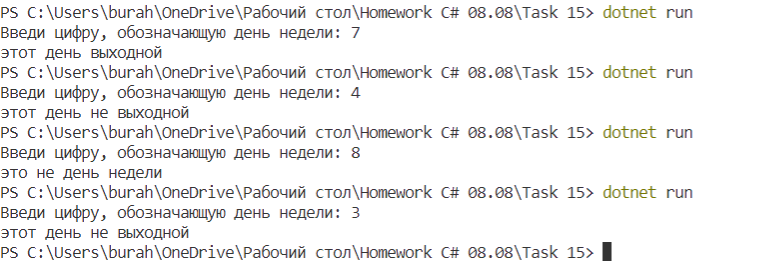 PS C:\Users\burah\OneDrive\Рабочий стол\Homework C# 08.08\Task 15> dotnet run
Введи цифру, обозначающую день недели: 7
этот день выходной
PS C:\Users\burah\OneDrive\Рабочий стол\Homework C# 08.08\Task 15> dotnet run
Введи цифру, обозначающую день недели: 4
этот день не выходной
PS C:\Users\burah\OneDrive\Рабочий стол\Homework C# 08.08\Task 15> dotnet run
Введи цифру, обозначающую день недели: 8
это не день недели
PS C:\Users\burah\OneDrive\Рабочий стол\Homework C# 08.08\Task 15> dotnet run
Введи цифру, обозначающую день недели: 3
этот день не выходной
PS C:\Users\burah\OneDrive\Рабочий стол\Homework C# 08.08\Task 15>